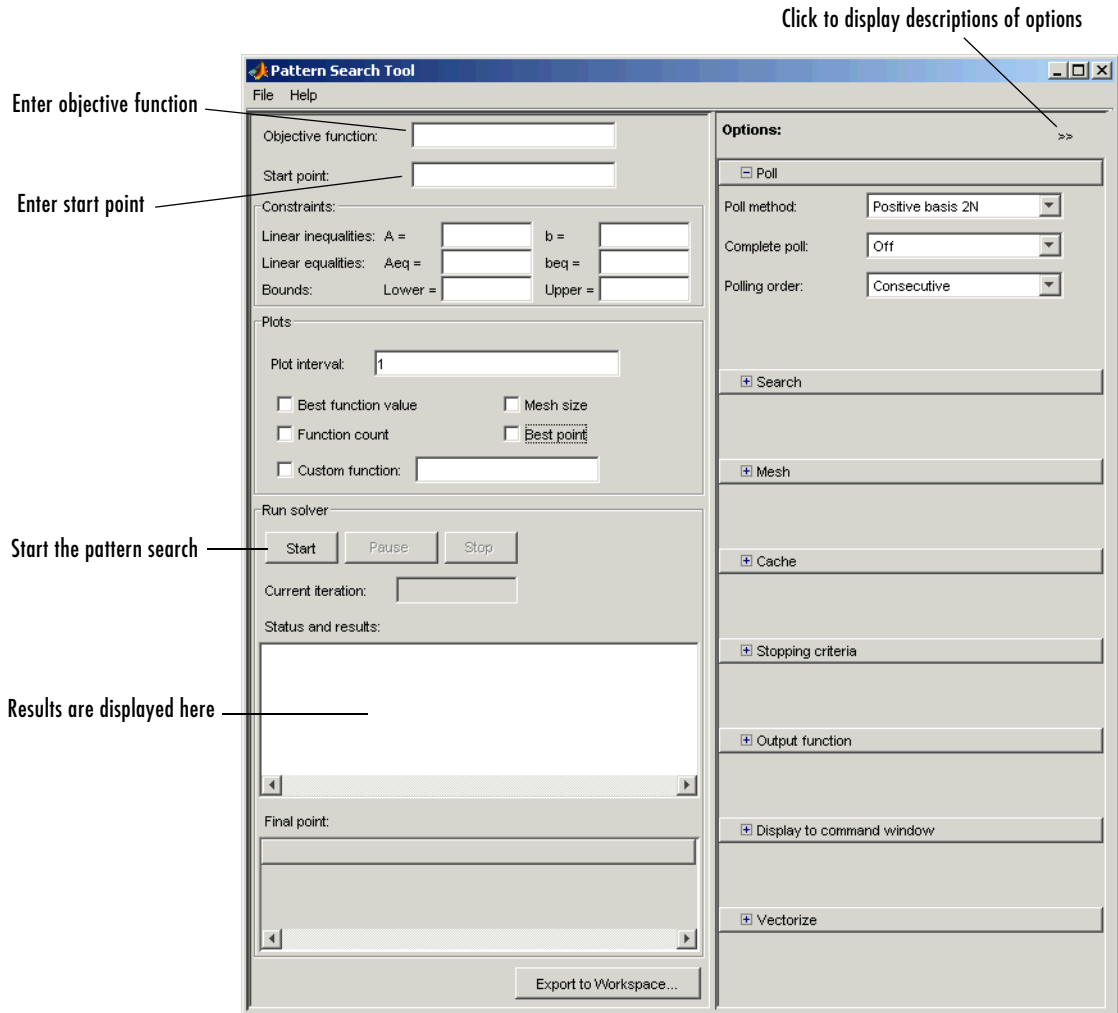 Click to display descriptions of options
Pattern Search Tool
File Help
Enter objective function
Objective function:
Start point:
Enter start point
Constraints:
Linear inequalities: A = b =
Linear equalities: Aeq = beq =
Bounds: Lower = Upper =
Plots
Plot interval: 1
Best function value Mesh size
Function count Best point
Custom function:
Run solver
Start the pattern search
Start Pause Stop
Current iteration:
Status and results:
Results are displayed here
Final point:
Export to Workspace...
Options: >>
Poll
Poll method: Positive basis 2N
Complete poll: Off
Polling order: Consecutive
Search
Mesh
Cache
Stopping criteria
Output function
Display to command window
Vectorize